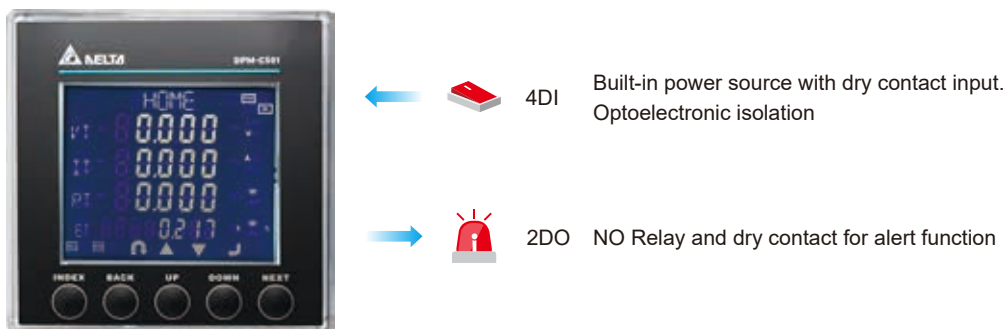 DELTA
DPM-C501
HOME
0.000
0.000
0.000
ET 0.217
INDEX BACK UP DOWN NEXT
4DI
Built-in power source with dry contact input.
Optoelectronic isolation
2DO
NO Relay and dry contact for alert function